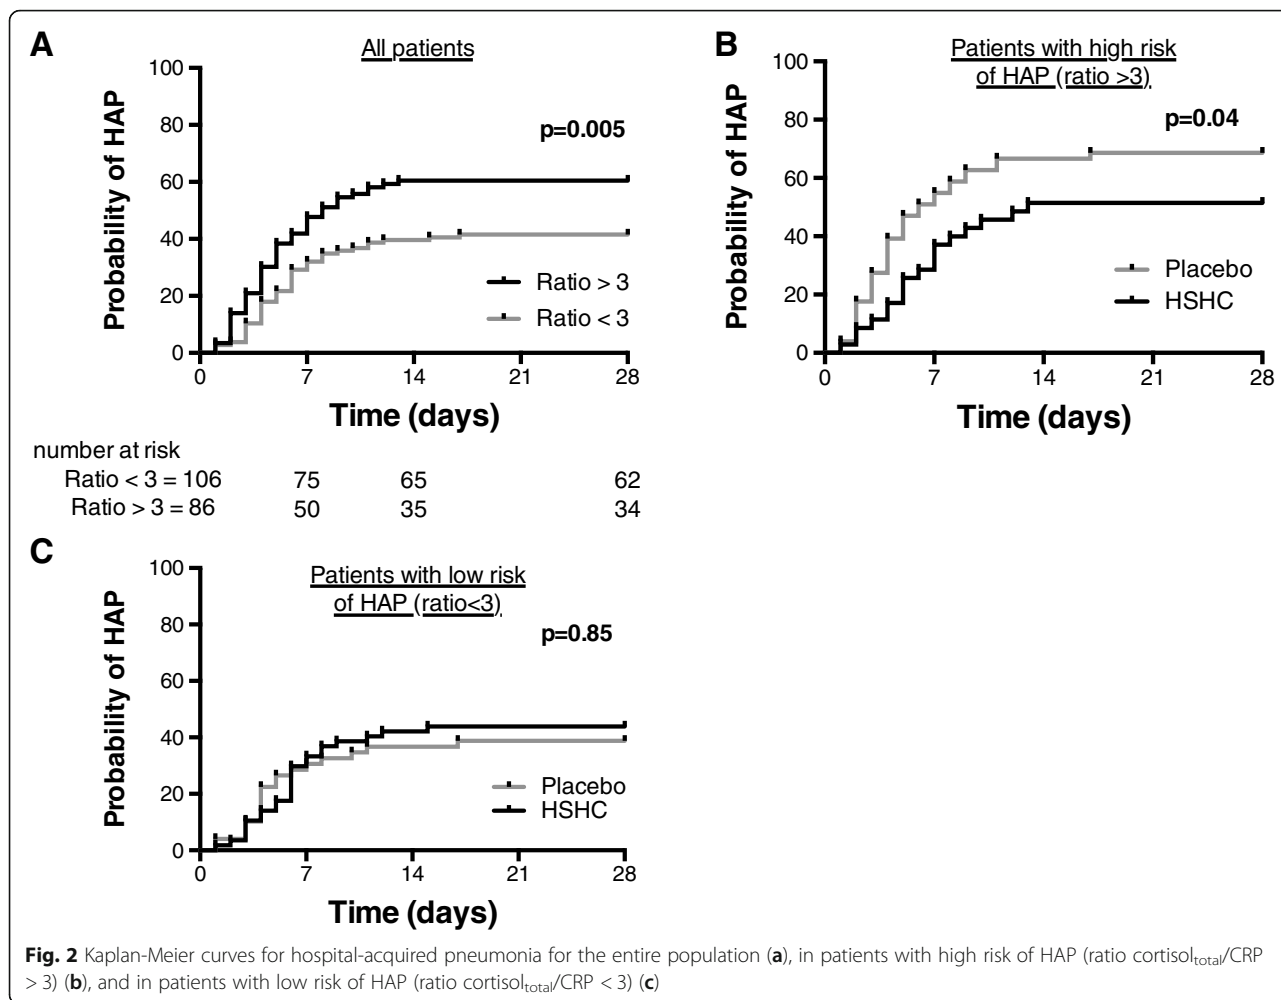 A
All patients
100
80
60
40
20
0
Probability of HAP
p=0.005
Ratio > 3
Ratio < 3
0 7 14 21 28
Time (days)
number at risk
Ratio < 3 = 106 75 65 62
Ratio > 3 = 86 50 35 34
B
Patients with high risk
of HAP (ratio >3)
100
80
60
40
20
0
Probability of HAP
p=0.04
Placebo
HSHC
0 7 14 21 28
Time (days)
C
Patients with low risk
of HAP (ratio<3)
100
80
60
40
20
0
Probability of HAP
p=0.85
Placebo
HSHC
0 7 14 21 28
Time (days)
Fig. 2 Kaplan-Meier curves for hospital-acquired pneumonia for the entire population (a), in patients with high risk of HAP (ratio cortisoltotal/CRP
> 3) (b), and in patients with low risk of HAP (ratio cortisoltotal/CRP < 3) (c)